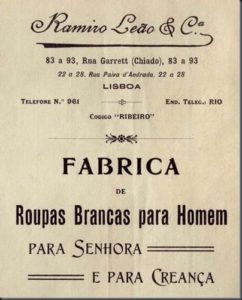 Ramiro Leão & Cª
83 a 93, Rua Garrett (Chiado), 83 a 93
22 a 28, Rua Paiva d'Andrada, 22 a 28
LISBOA
TELEFONE N.º 961 END. TELEG.: RIO
CODIGO "RIBEIRO"
FABRICA
DE
Roupas Brancas para Homem
PARA SENHORA
E PARA CREANÇA